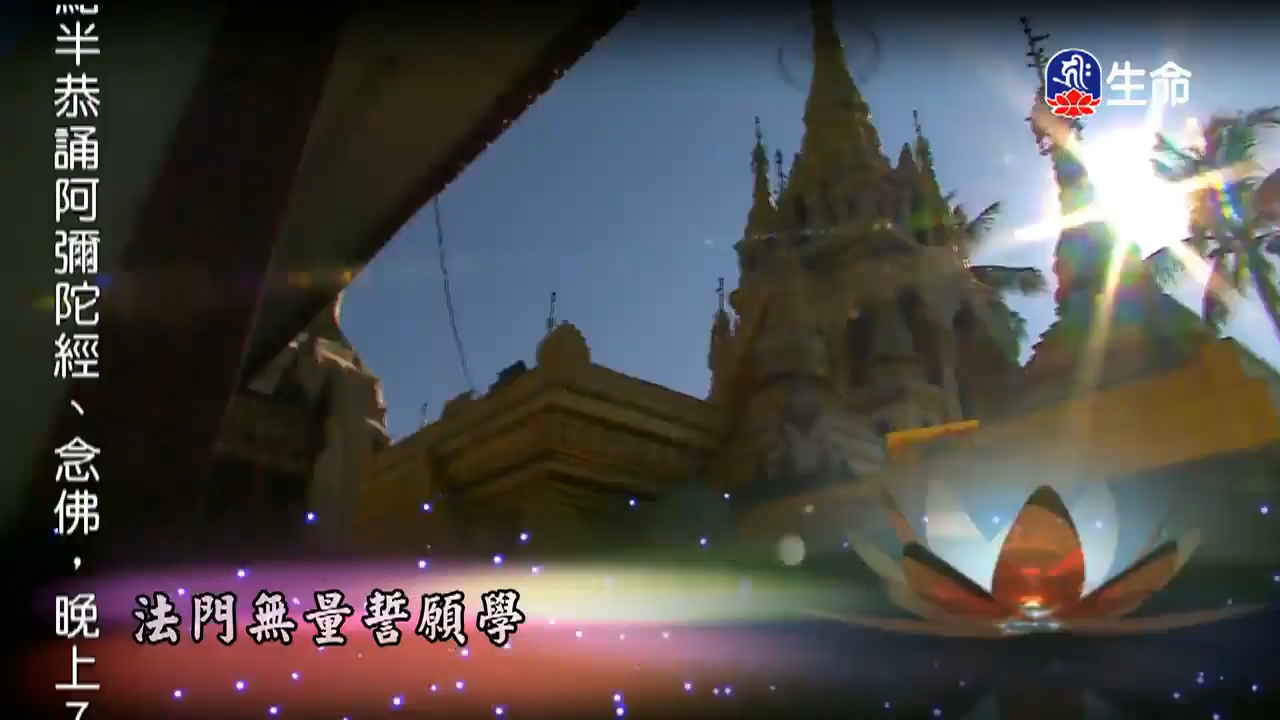 點半恭誦阿彌陀經、念佛，晚上
生命
法門無量誓願學